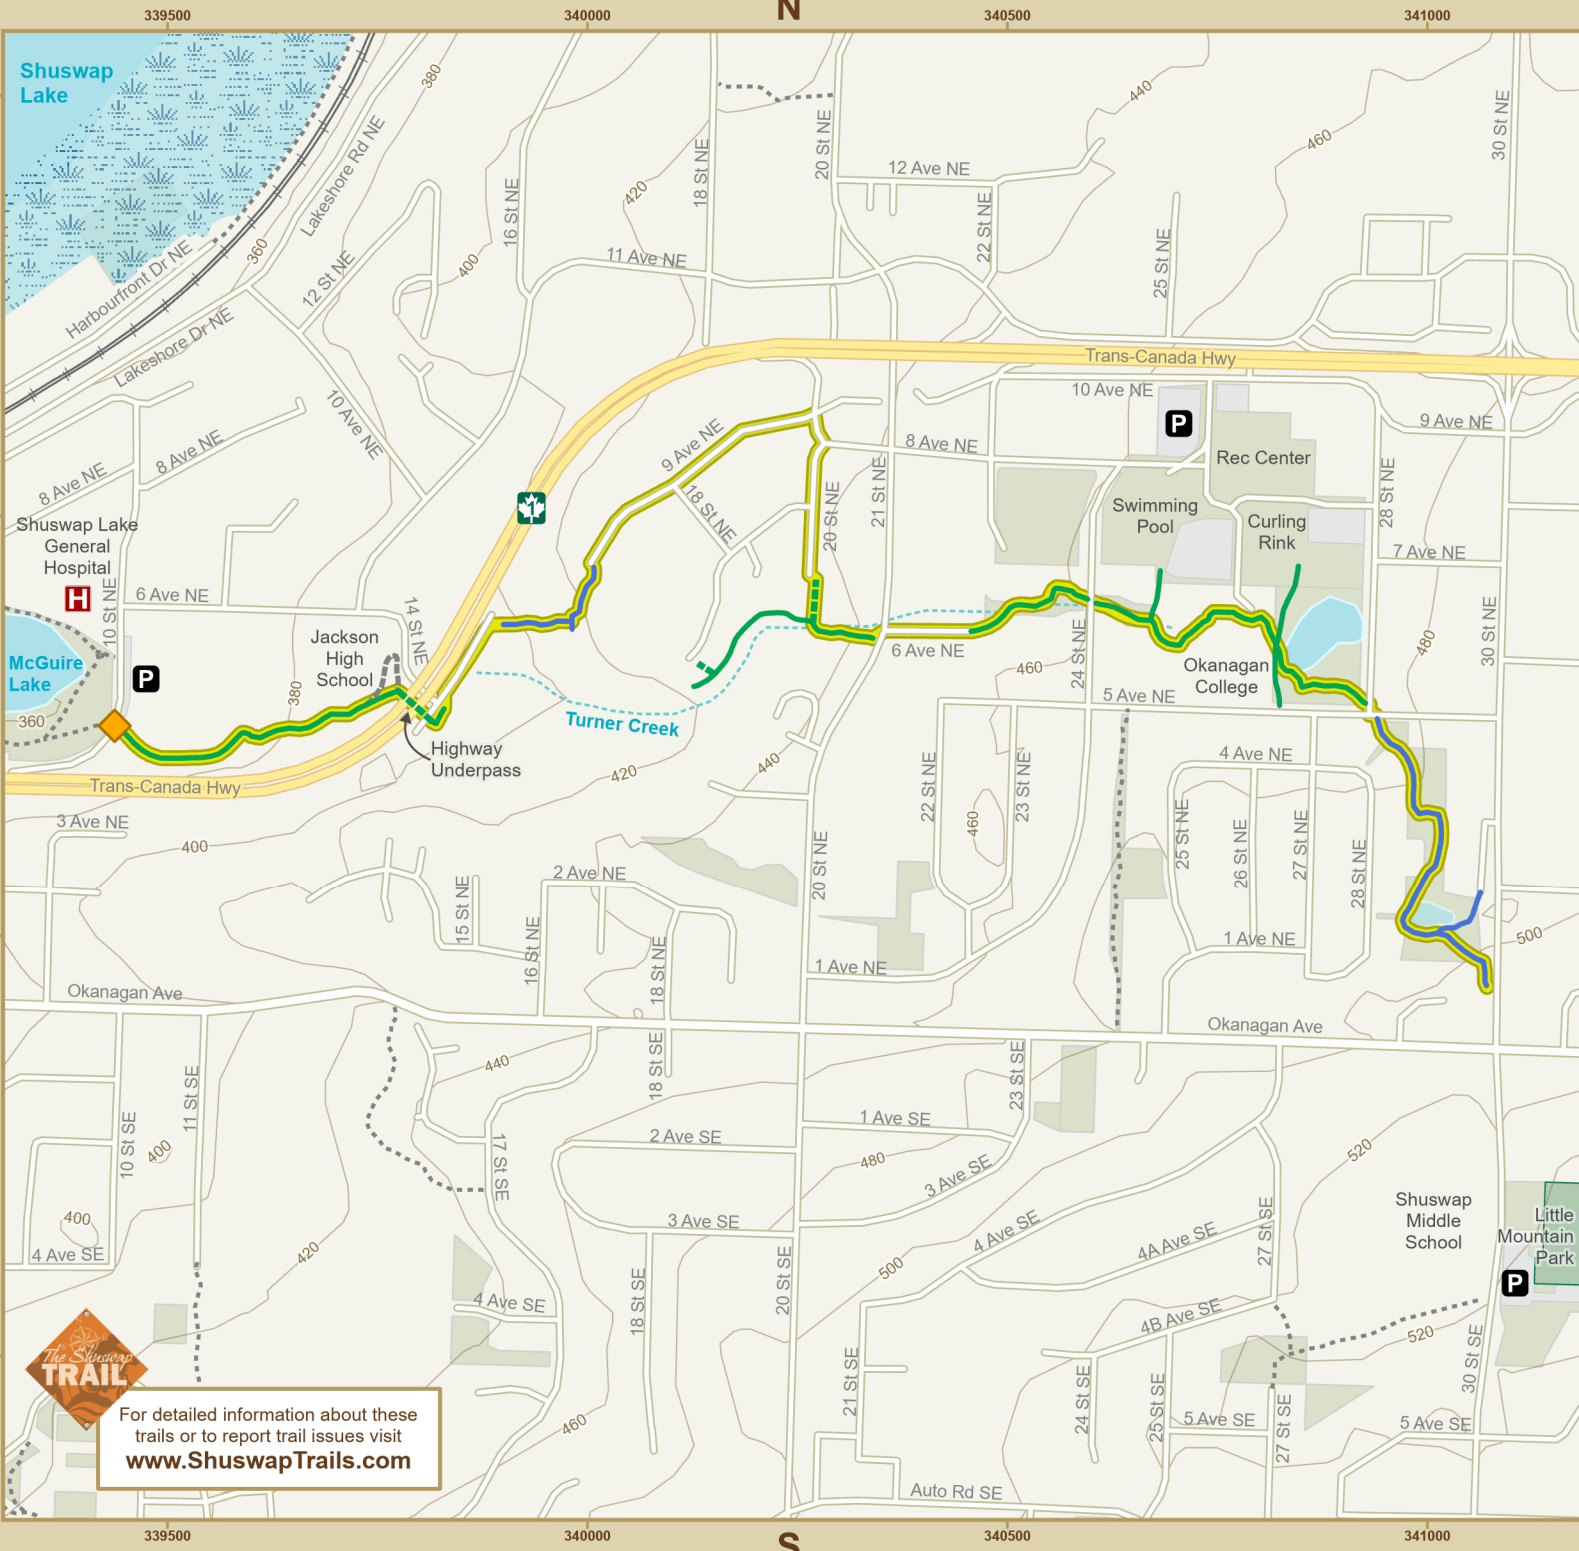 339500
340000
N
340500
341000
Shuswap
Lake
380
440
460
Lakeshore Rd NE
16 St NE
420
18 St NE
20 St NE
12 Ave NE
22 St NE
30 St NE
360
400
11 Ave NE
25 St NE
Harbourfront Dr NE
12 St NE
Lakeshore Dr NE
Trans-Canada Hwy
10 Ave NE
10 Ave NE
P
9 Ave NE
8 Ave NE
8 Ave NE
9 Ave NE
8 Ave NE
Rec Center
18 St NE
20 St NE
21 St NE
28 St NE
1
Swimming
Pool
Curling
Rink
7 Ave NE
Shuswap Lake
General
Hospital
H
10 St NE
6 Ave NE
14 St NE
Jackson
High
School
McGuire
Lake
P
360
380
6 Ave NE
460
24 St NE
Okanagan
College
5 Ave NE
480
30 St NE
Turner Creek
Highway
Underpass
420
440
Trans-Canada Hwy
3 Ave NE
400
22 St NE
460
23 St NE
4 Ave NE
25 St NE
26 St NE
27 St NE
28 St NE
2 Ave NE
15 St NE
16 St NE
18 St NE
20 St NE
1 Ave NE
1 Ave NE
500
Okanagan Ave
Okanagan Ave
440
18 St SE
23 St SE
11 St SE
10 St SE
400
17 St SE
2 Ave SE
1 Ave SE
480
3 Ave SE
520
400
4 Ave SE
420
3 Ave SE
4 Ave SE
4A Ave SE
27 St SE
Shuswap
Middle
School
Little
Mountain
Park
P
500
20 St SE
18 St SE
4 Ave SE
4B Ave SE
520
30 St SE
21 St SE
24 St SE
25 St SE
5 Ave SE
27 St SE
5 Ave SE
460
Auto Rd SE
The Shuswap
TRAIL
For detailed information about these
trails or to report trail issues visit
www.ShuswapTrails.com
339500
340000
S
340500
341000